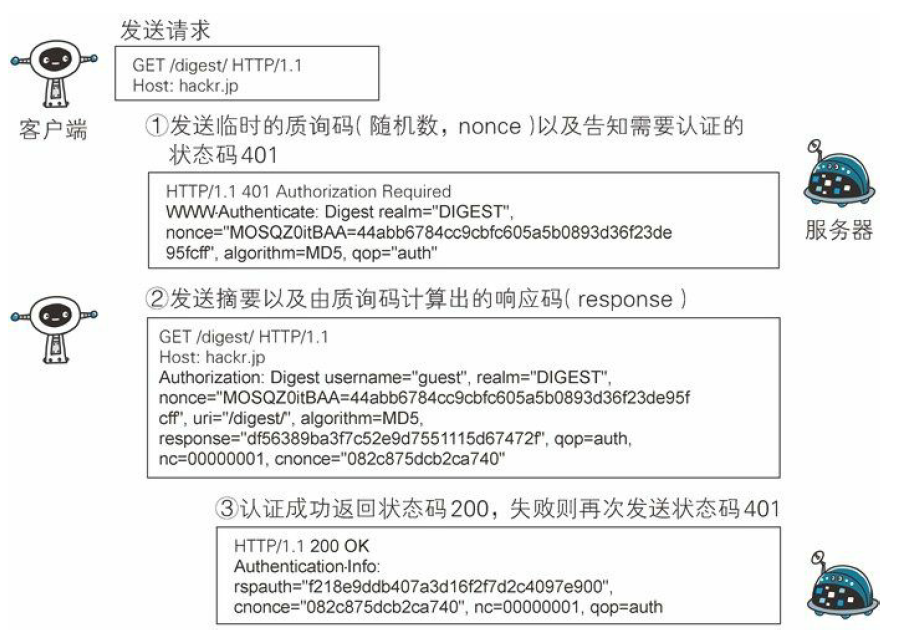 发送请求
GET /digest/ HTTP/1.1
Host: hackr.jp
客户端
①发送临时的质询码(随机数，nonce)以及告知需要认证的
状态码401
HTTP/1.1 401 Authorization Required
WWW-Authenticate: Digest realm="DIGEST",
nonce="MOSQZ0itBAA=44abb6784cc9cbfc605a5b0893d36f23de
95fcff", algorithm=MD5, qop="auth"
服务器
②发送摘要以及由质询码计算出的响应码(response)
GET /digest/ HTTP/1.1
Host: hackr.jp
Authorization: Digest username="guest", realm="DIGEST",
nonce="MOSQZ0itBAA=44abb6784cc9cbfc605a5b0893d36f23de95f
cff", uri="/digest/", algorithm=MD5,
response="df56389ba3f7c52e9d7551115d67472f", qop=auth,
nc=00000001, cnonce="082c875dcb2ca740"
③认证成功返回状态码200，失败则再次发送状态码401
HTTP/1.1 200 OK
Authentication-Info:
rspauth="f218e9ddb407a3d16f2f7d2c4097e900",
cnonce="082c875dcb2ca740", nc=00000001, qop=auth